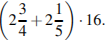 (2 3/4 + 2 1/5) · 16.